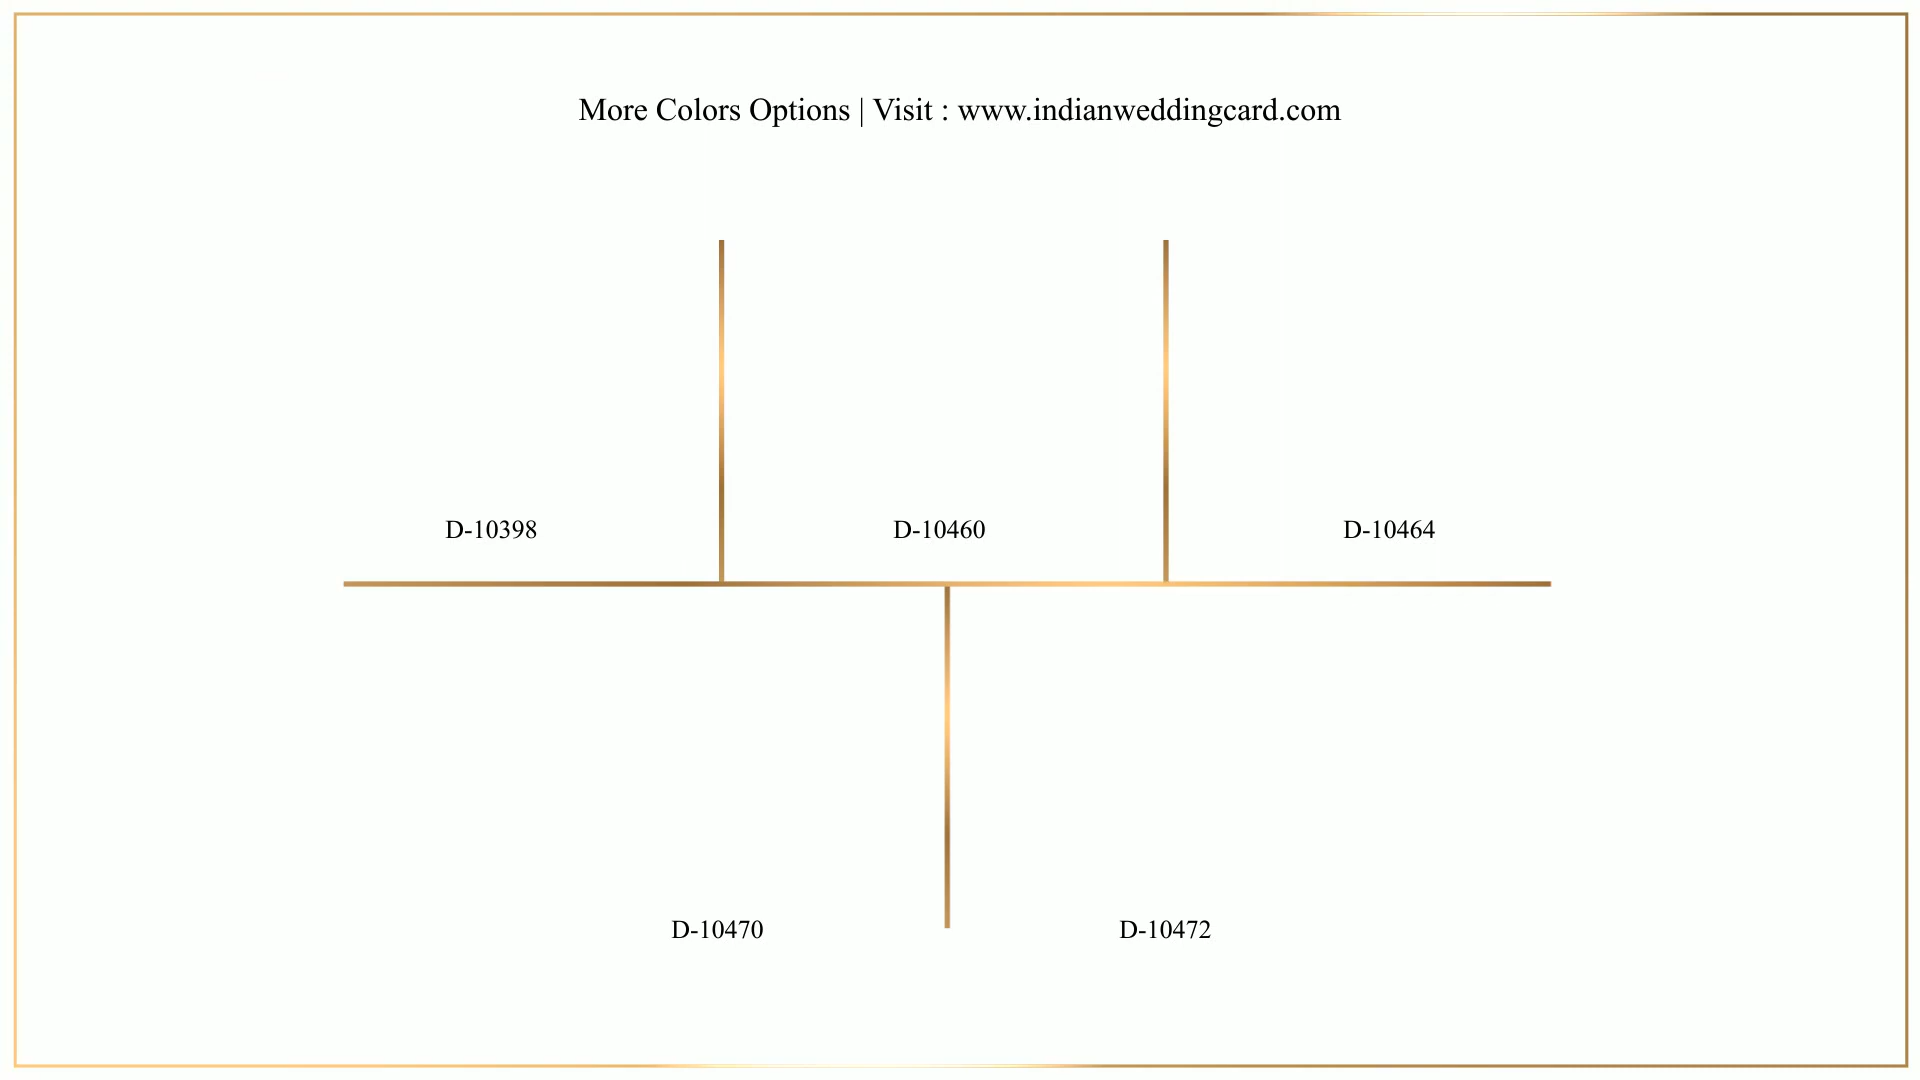 More Colors Options | Visit : www.indianweddingcard.com
D-10398
D-10460
D-10464
D-10470
D-10472